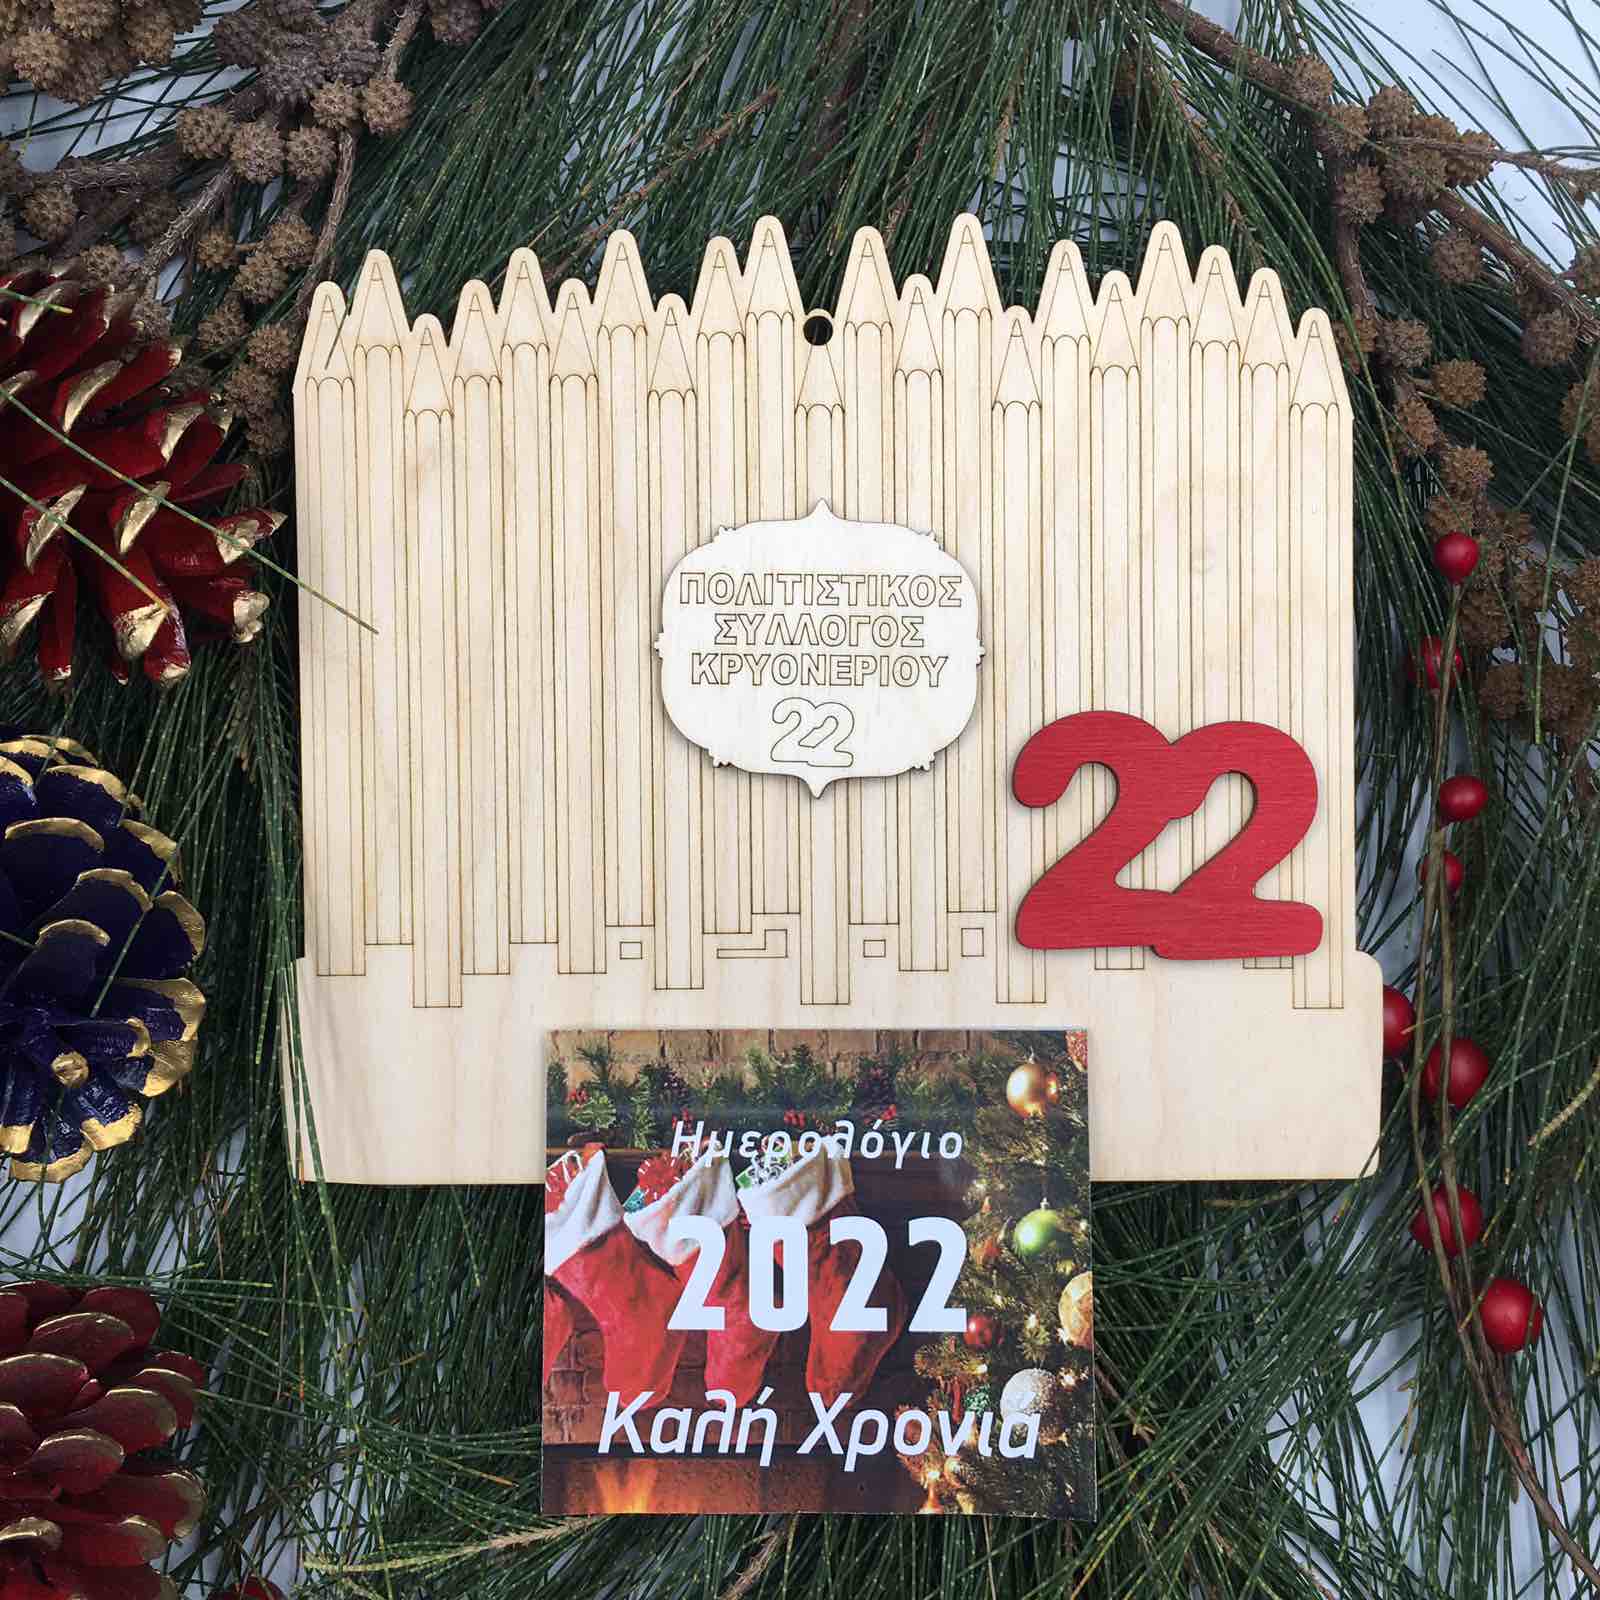 ΠΟΛΙΤΙΣΤΙΚΟΣ
ΣΥΛΛΟΓΟΣ
ΚΡΥΟΝΕΡΙΟΥ
22
22
Ημερολόγιο
2022
Καλή Χρονιά